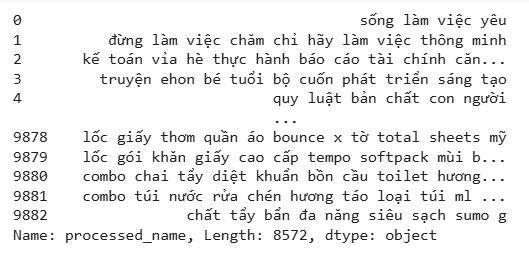 0 sống làm việc yêu
1 đừng làm việc chăm chỉ hãy làm việc thông minh
2 kế toán vỉa hè thực hành báo cáo tài chính căn...
3 truyện ehon bé tuổi bộ cuốn phát triển sáng tạo
4 quy luật bản chất con người
...
9878 lốc giấy thơm quần áo bounce x tờ total sheets mỹ
9879 lốc gói khăn giấy cao cấp tempo softpack mùi b...
9880 combo chai tẩy diệt khuẩn bồn cầu toilet hương...
9881 combo túi nước rửa chén hương táo loại túi ml ...
9882 chất tẩy bẩn đa năng siêu sạch sumo g
Name: processed_name, Length: 8572, dtype: object